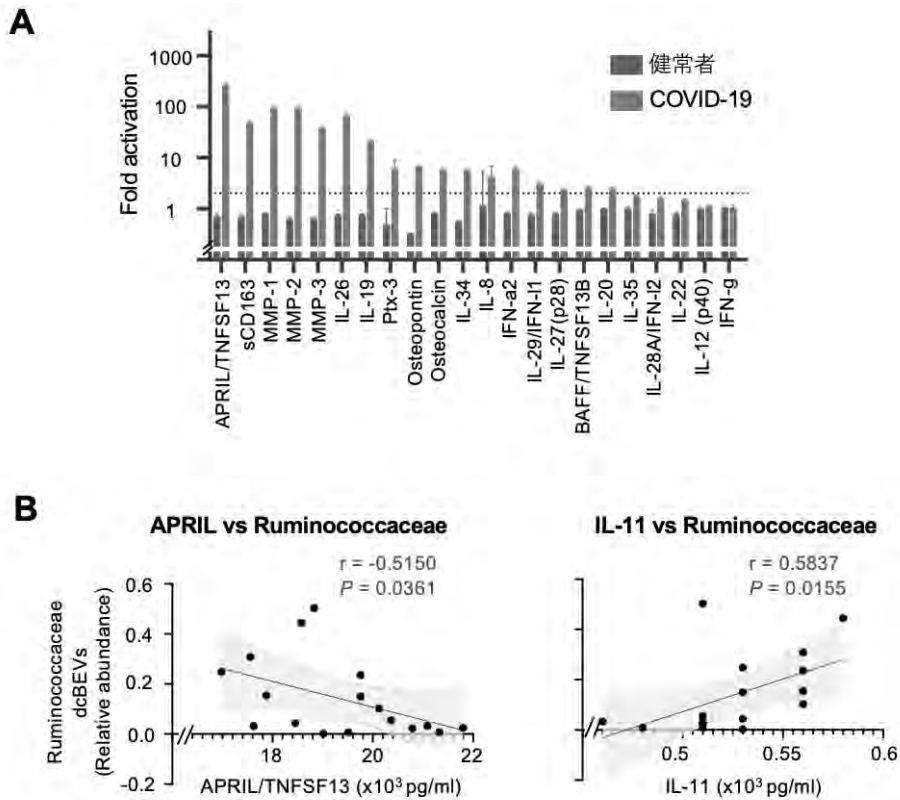 A
Fold activation
1000
100
10
1
健常者
COVID-19
APRIL/TNFSF13
sCD163
MMP-1
MMP-2
MMP-3
IL-26
IL-19
Ptx-3
Osteopontin
Osteocalcin
IL-34
IL-8
IFN-a2
IL-29/IFN-l1
IL-27(p28)
BAFF/TNFSF13B
IL-20
IL-35
IL-28A/IFN-l2
IL-22
IL-12 (p40)
IFN-g
B
APRIL vs Ruminococcaceae
r = -0.5150
P = 0.0361
Ruminococcaceae
dcBEVs
(Relative abundance)
0.6
0.4
0.2
0.0
-0.2
18
20
22
APRIL/TNFSF13 (x10³ pg/ml)
IL-11 vs Ruminococcaceae
r = 0.5837
P = 0.0155
0.5
0.55
0.6
IL-11 (x10³ pg/ml)